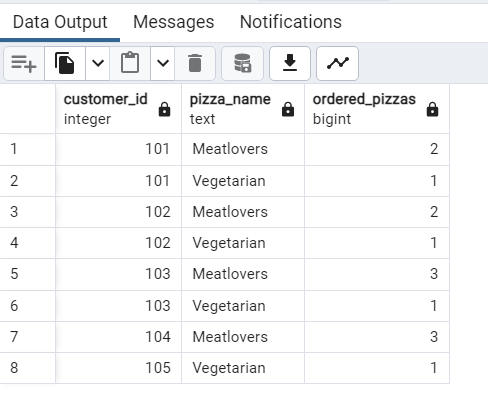 Data Output Messages Notifications
customer_id pizza_name ordered_pizzas
integer text bigint
1 101 Meatlovers 2
2 101 Vegetarian 1
3 102 Meatlovers 2
4 102 Vegetarian 1
5 103 Meatlovers 3
6 103 Vegetarian 1
7 104 Meatlovers 3
8 105 Vegetarian 1